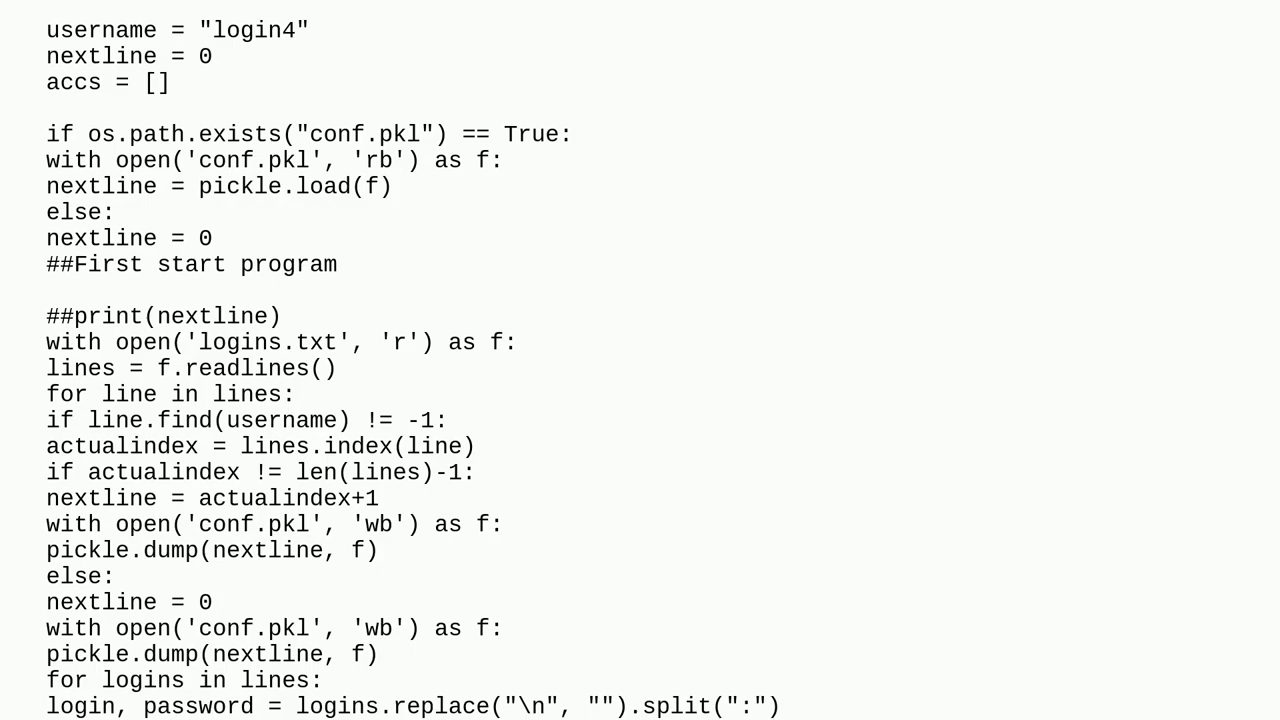 username = "login4"
nextline = 0
accs = []
if os.path.exists("conf.pkl") == True:
with open('conf.pkl', 'rb') as f:
nextline = pickle.load(f)
else:
nextline = 0
##First start program
##print(nextline)
with open('logins.txt', 'r') as f:
lines = f.readlines()
for line in lines:
if line.find(username) != -1:
actualindex = lines.index(line)
if actualindex != len(lines)-1:
nextline = actualindex+1
with open('conf.pkl', 'wb') as f:
pickle.dump(nextline, f)
else:
nextline = 0
with open('conf.pkl', 'wb') as f:
pickle.dump(nextline, f)
for logins in lines:
login, password = logins.replace("\n", "").split(":")